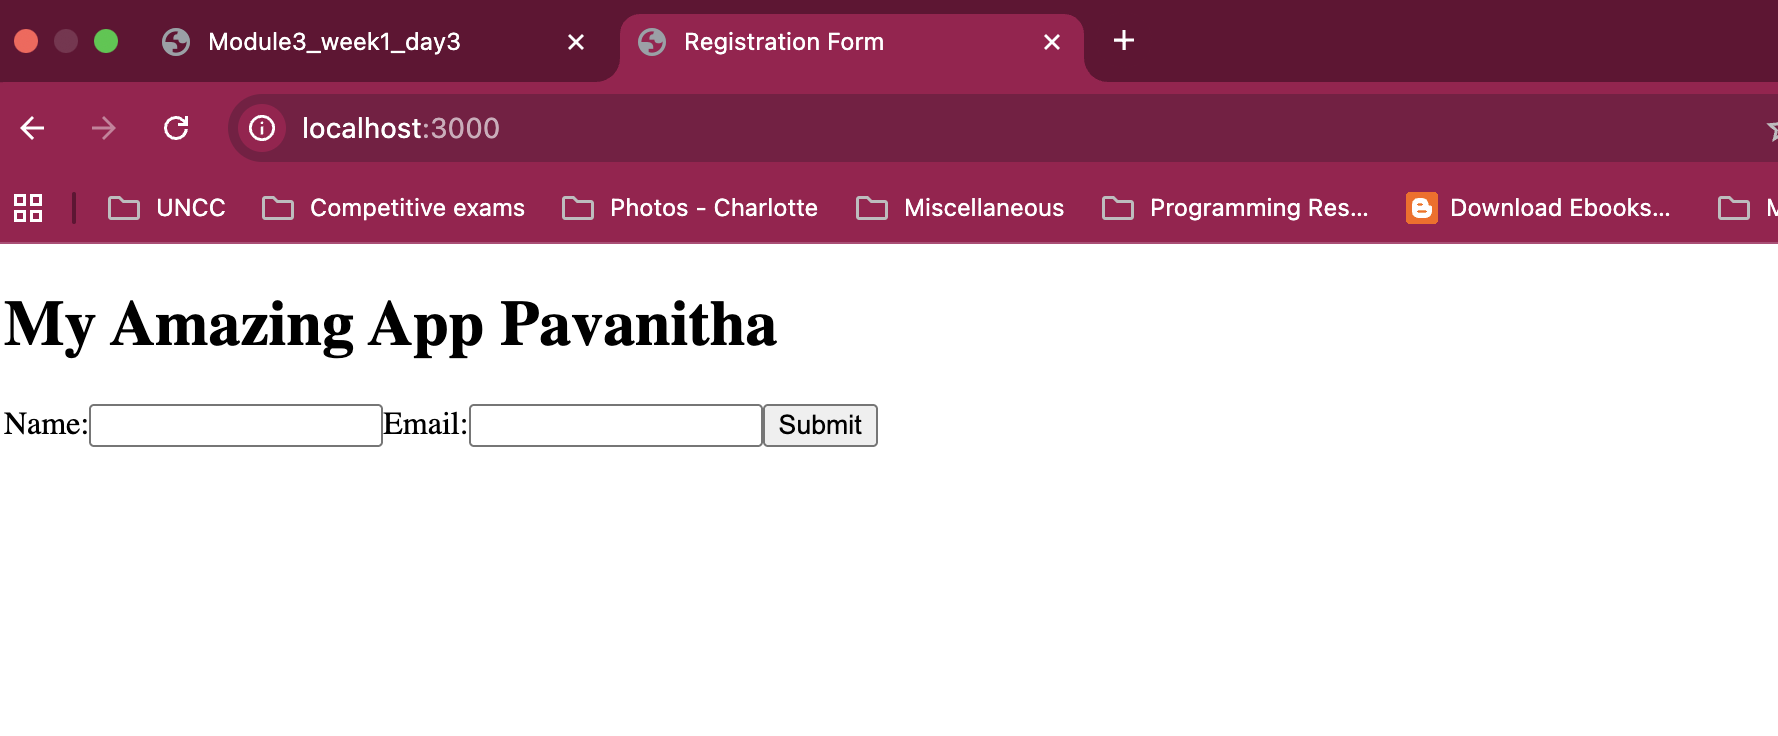 Module3_week1_day3
Registration Form
localhost:3000
UNCC Competitive exams Photos - Charlotte Miscellaneous Programming Res... Download Ebooks...
My Amazing App Pavanitha
Name: Email: Submit